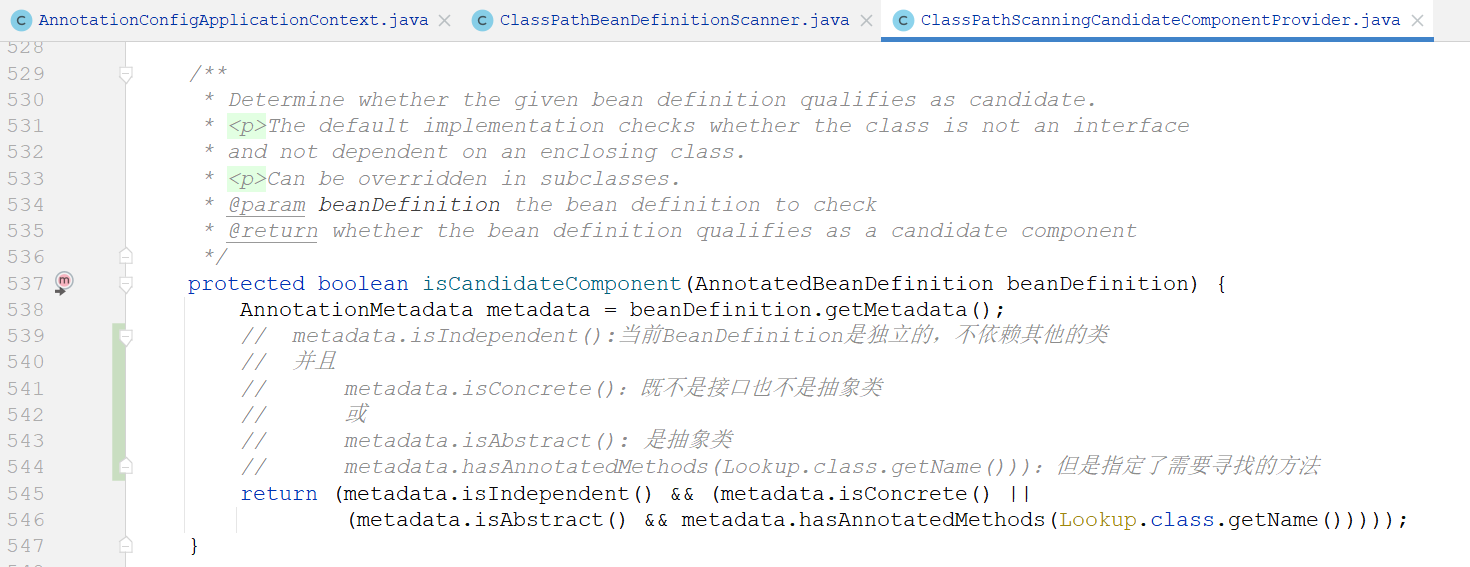 C AnnotationConfigApplicationContext.java × C ClassPathBeanDefinitionScanner.java × C ClassPathScanningCandidateComponentProvider.java ×
528
529 /**
530 * Determine whether the given bean definition qualifies as candidate.
531 * <p>The default implementation checks whether the class is not an interface
532 * and not dependent on an enclosing class.
533 * <p>Can be overridden in subclasses.
534 * @param beanDefinition the bean definition to check
535 * @return whether the bean definition qualifies as a candidate component
536 */
537 m protected boolean isCandidateComponent(AnnotatedBeanDefinition beanDefinition) {
538 AnnotationMetadata metadata = beanDefinition.getMetadata();
539 // metadata.isIndependent():当前BeanDefinition是独立的，不依赖其他的类
540 // 并且
541 // metadata.isConcrete()：既不是接口也不是抽象类
542 // 或
543 // metadata.isAbstract()：是抽象类
544 // metadata.hasAnnotatedMethods(Lookup.class.getName()))：但是指定了需要寻找的方法
545 return (metadata.isIndependent() && (metadata.isConcrete() ||
546 (metadata.isAbstract() && metadata.hasAnnotatedMethods(Lookup.class.getName()))));
547 }